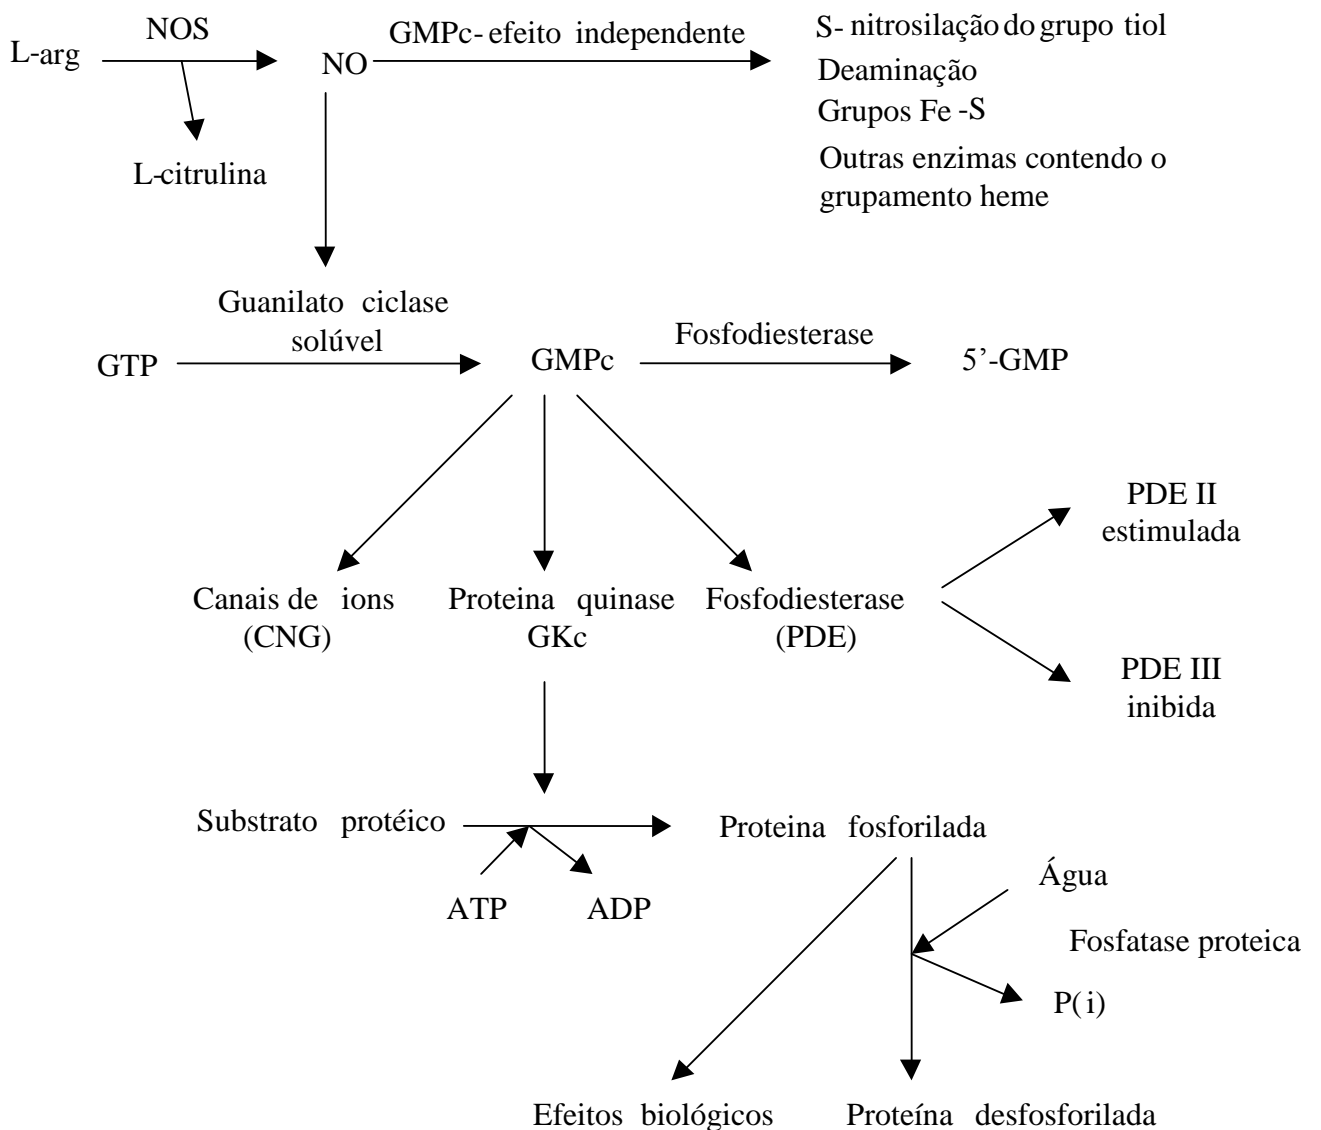 NOS
L-arg
NO
GMPc-efeito independente
S- nitrosilação do grupo tiol
Deaminação
Grupos Fe -S
Outras enzimas contendo o
grupamento heme
L-citrulina
Guanilato ciclase
solúvel
GTP
GMPc
Fosfodiesterase
5’-GMP
PDE II
estimulada
Canais de ions
(CNG)
Proteina quinase
GKc
Fosfodiesterase
(PDE)
PDE III
inibida
Substrato protéico
ATP
ADP
Proteina fosforilada
Água
Fosfatase proteica
P(i)
Efeitos biológicos
Proteína desfosforilada